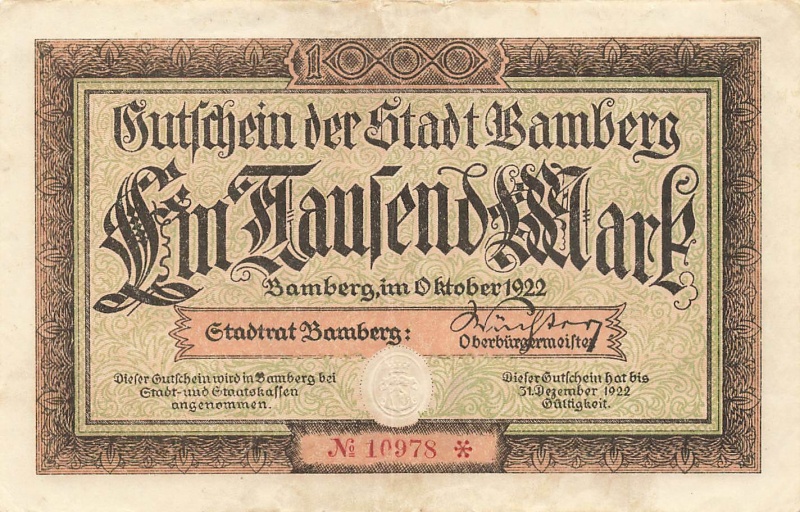 1000
Gutschein der Stadt Bamberg
Ein Tausend Mark
Bamberg, im Oktober 1922
Stadtrat Bamberg:
Oberbürgermeister
Dieser Gutschein wird in Bamberg bei
Stadt- und Staatskassen
angenommen.
Dieser Gutschein hat bis
31. Dezember 1922
Gültigkeit.
№ 10978 *